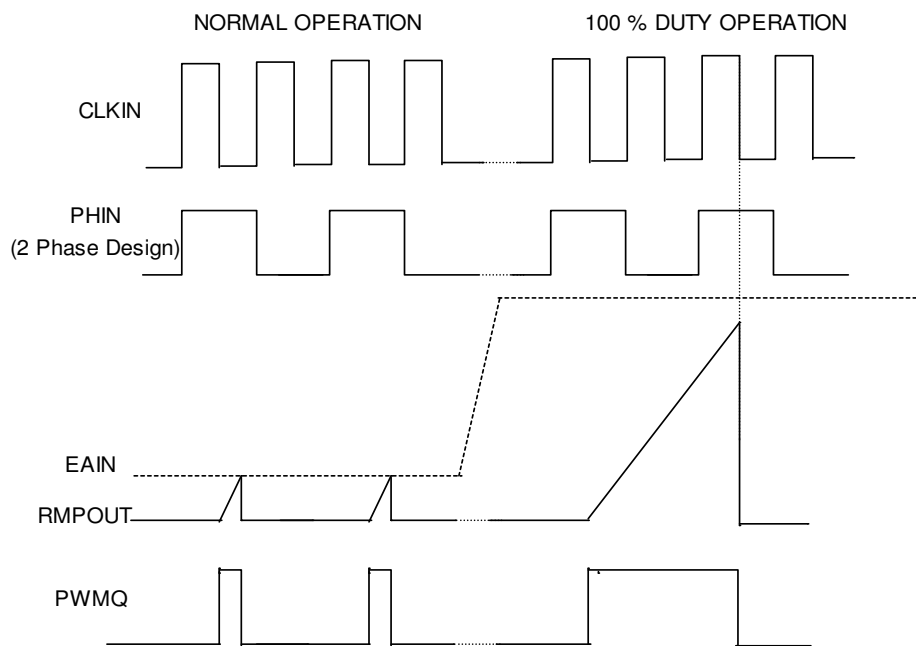 NORMAL OPERATION
100 % DUTY OPERATION
CLKIN
PHIN
(2 Phase Design)
EAIN
RMPOUT
PWMQ